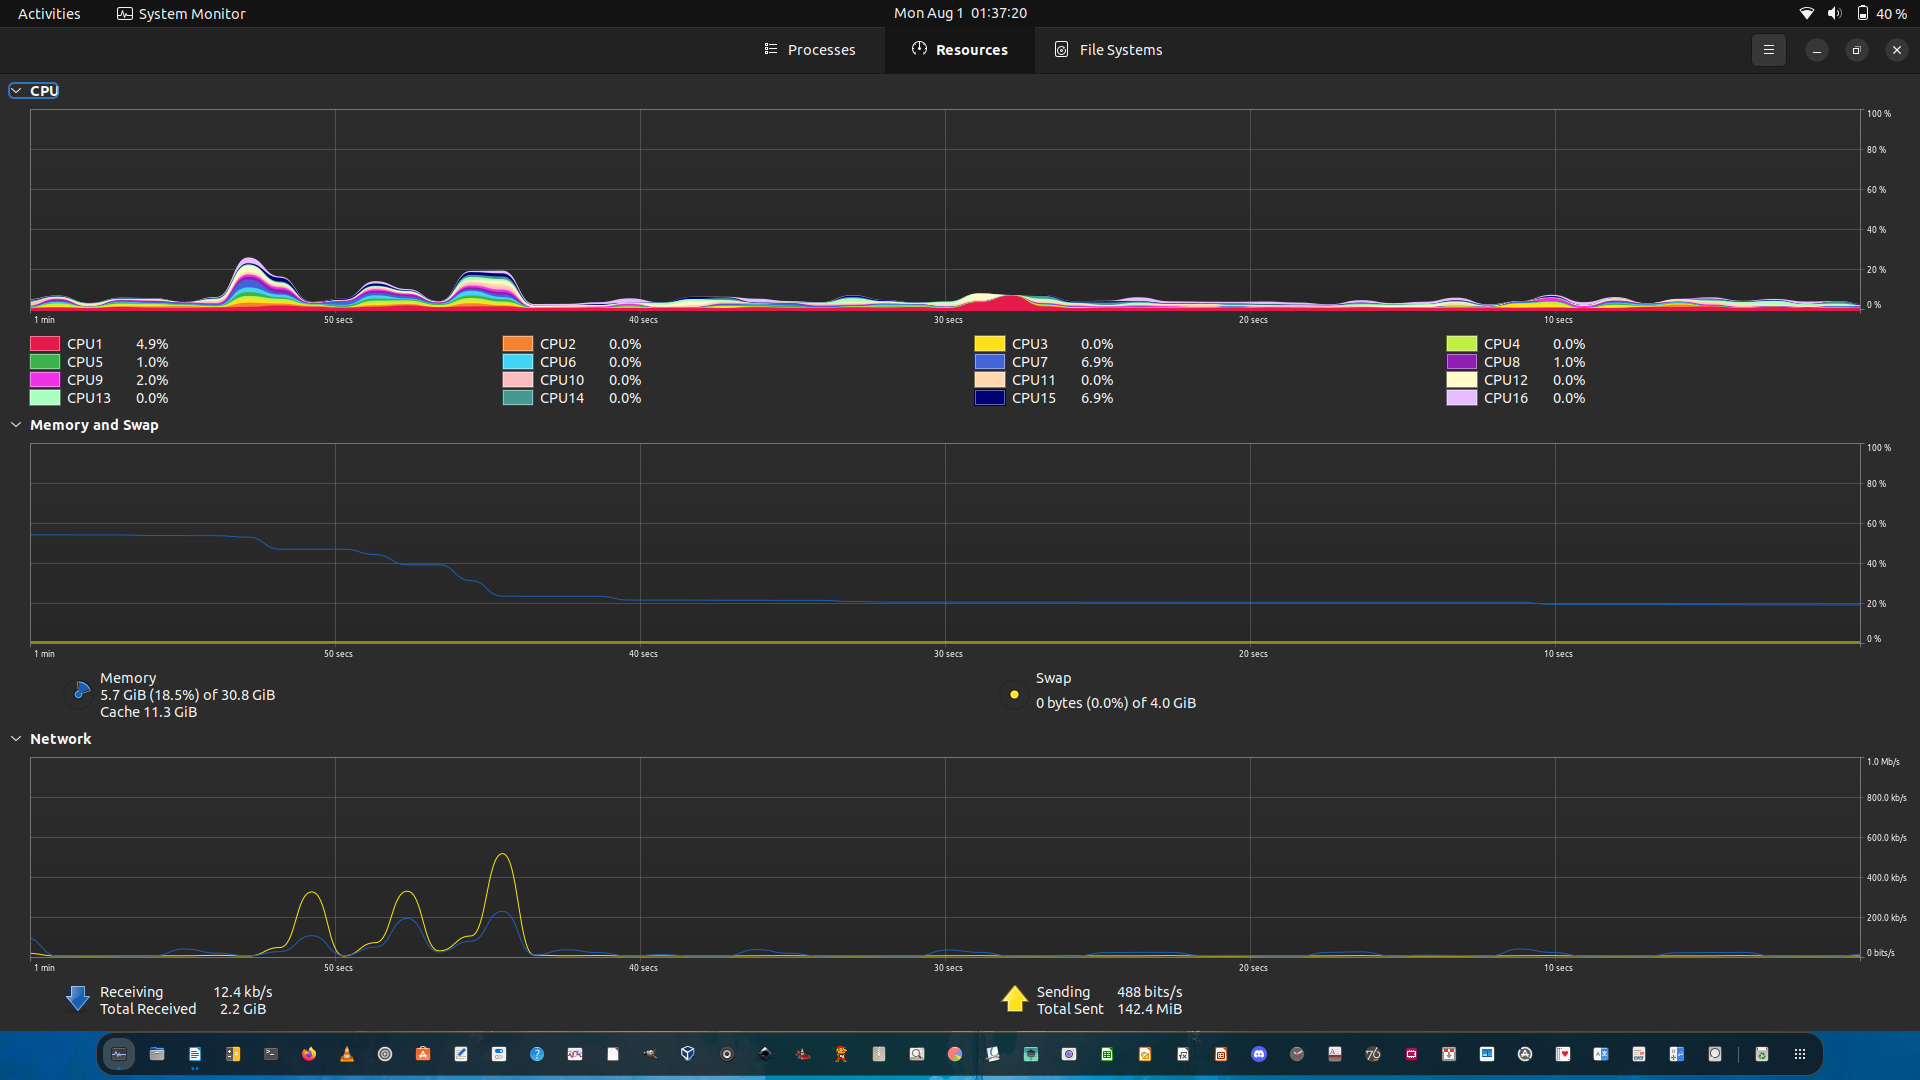 Activities System Monitor Mon Aug 1 01:37:20 40 %
Processes Resources File Systems
CPU
100 %
80 %
60 %
40 %
20 %
0 %
1 min 50 secs 40 secs 30 secs 20 secs 10 secs
CPU1 4.9% CPU2 0.0% CPU3 0.0% CPU4 0.0%
CPU5 1.0% CPU6 0.0% CPU7 6.9% CPU8 1.0%
CPU9 2.0% CPU10 0.0% CPU11 0.0% CPU12 0.0%
CPU13 0.0% CPU14 0.0% CPU15 6.9% CPU16 0.0%
Memory and Swap
100 %
80 %
60 %
40 %
20 %
0 %
1 min 50 secs 40 secs 30 secs 20 secs 10 secs
Memory Swap
5.7 GiB (18.5%) of 30.8 GiB 0 bytes (0.0%) of 4.0 GiB
Cache 11.3 GiB
Network
1.0 Mb/s
800.0 kb/s
600.0 kb/s
400.0 kb/s
200.0 kb/s
0 bits/s
1 min 50 secs 40 secs 30 secs 20 secs 10 secs
Receiving 12.4 kb/s Sending 488 bits/s
Total Received 2.2 GiB Total Sent 142.4 MiB